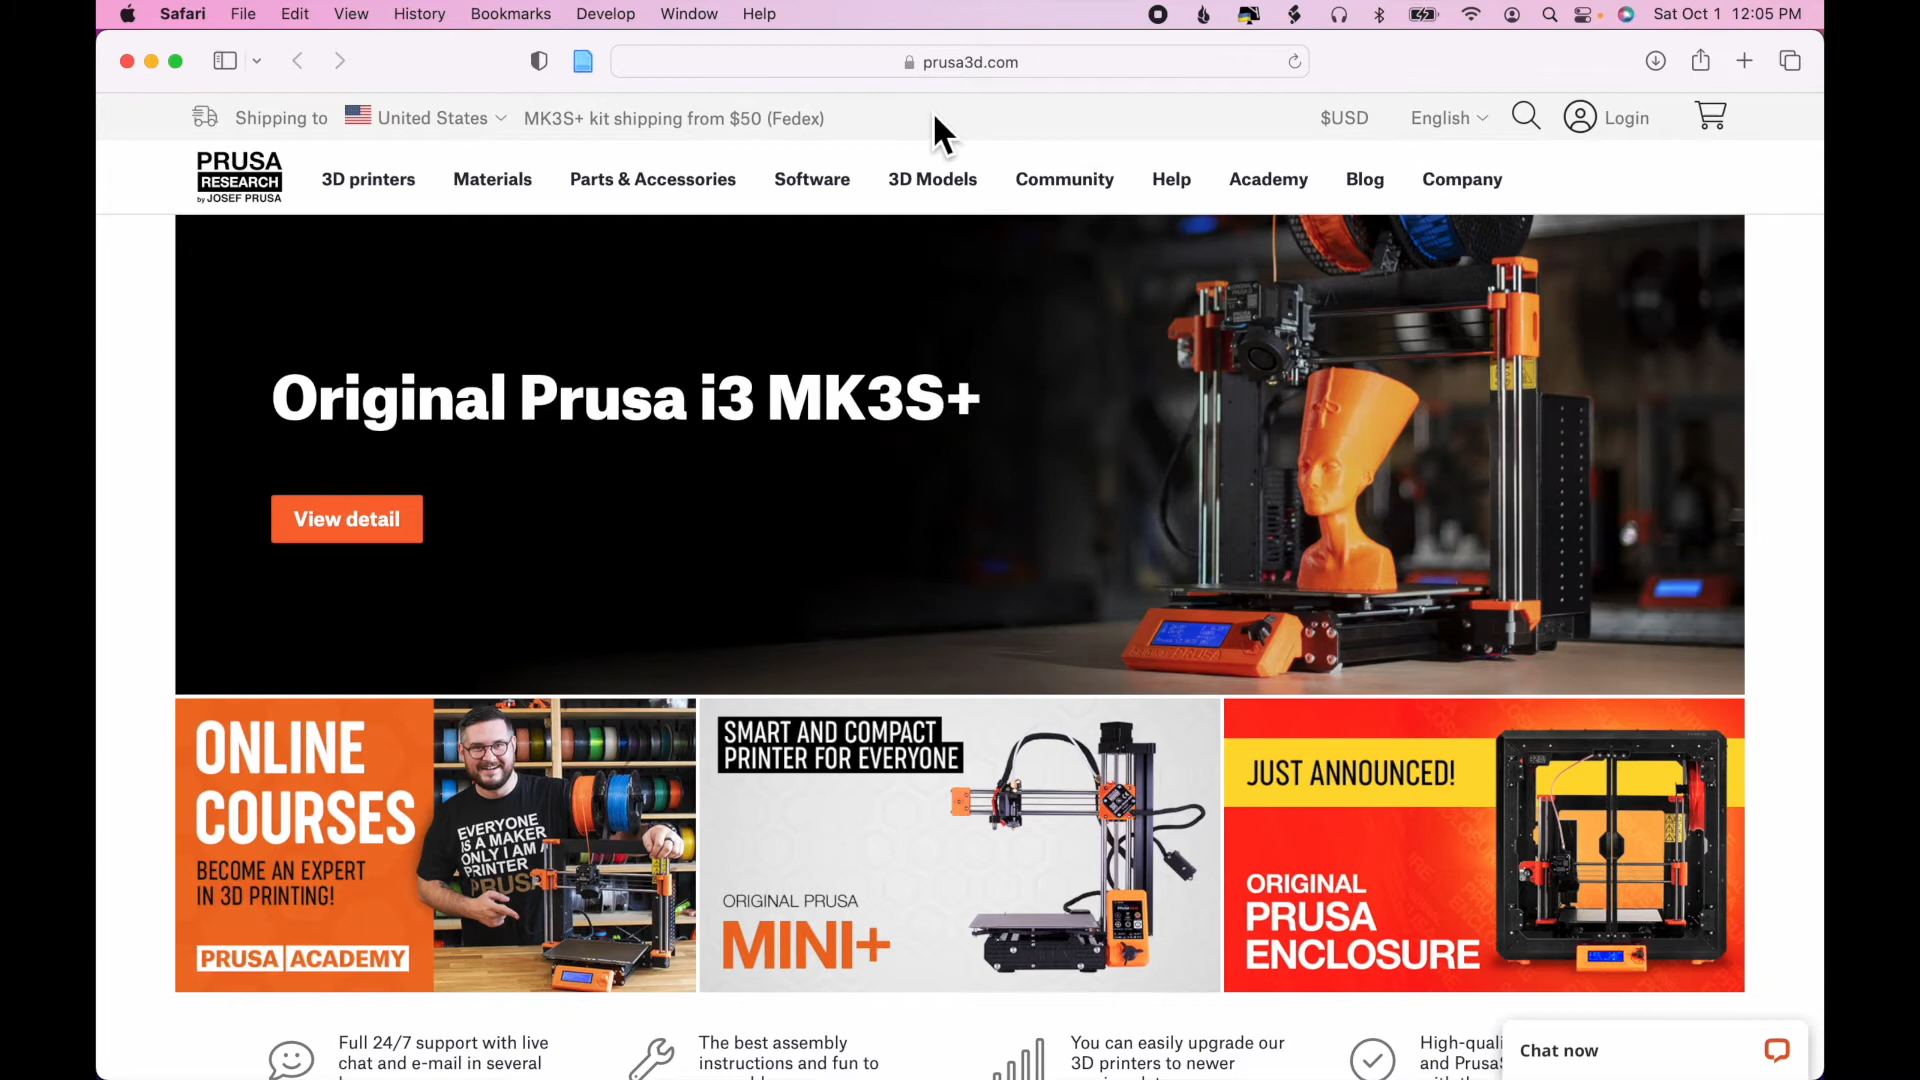 Safari File Edit View History Bookmarks Develop Window Help Sat Oct 1 12:05 PM
prusa3d.com
Shipping to United States MK3S+ kit shipping from $50 (Fedex) $USD English Login
PRUSA
RESEARCH
by JOSEF PRUSA
3D printers Materials Parts & Accessories Software 3D Models Community Help Academy Blog Company
Original Prusa i3 MK3S+
View detail
ONLINE
COURSES
BECOME AN EXPERT
IN 3D PRINTING!
PRUSA ACADEMY
EVERYONE
IS A MAKER
ONLY I AM
PRINTER
PRUSA
SMART AND COMPACT
PRINTER FOR EVERYONE
ORIGINAL PRUSA
MINI+
JUST ANNOUNCED!
ORIGINAL
PRUSA
ENCLOSURE
Full 24/7 support with live
chat and e-mail in several
The best assembly
instructions and fun to
You can easily upgrade our
3D printers to newer
High-quali
and Prusa
Chat now